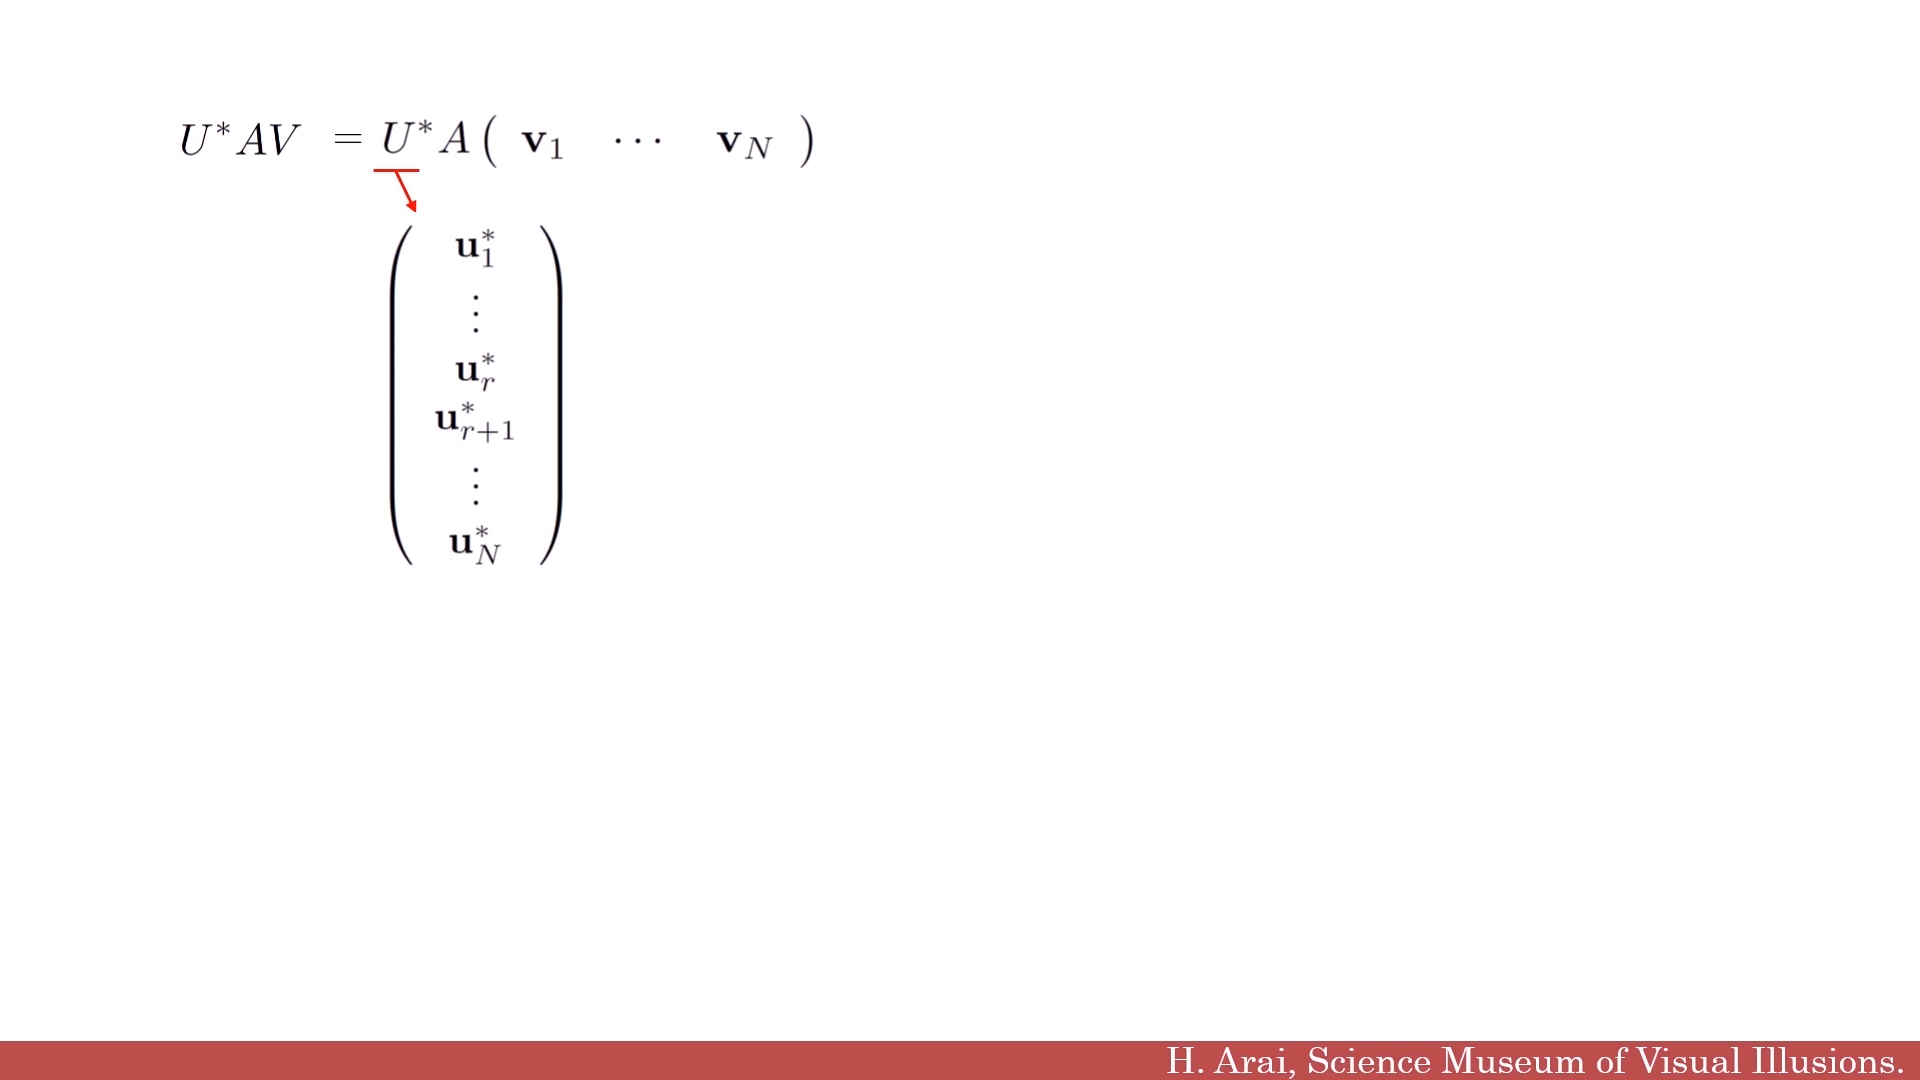 U*AV = U*A ( v₁ ⋯ v_N )
u₁*
⋮
u_r*
u_{r+1}*
⋮
u_N*
H. Arai, Science Museum of Visual Illusions.